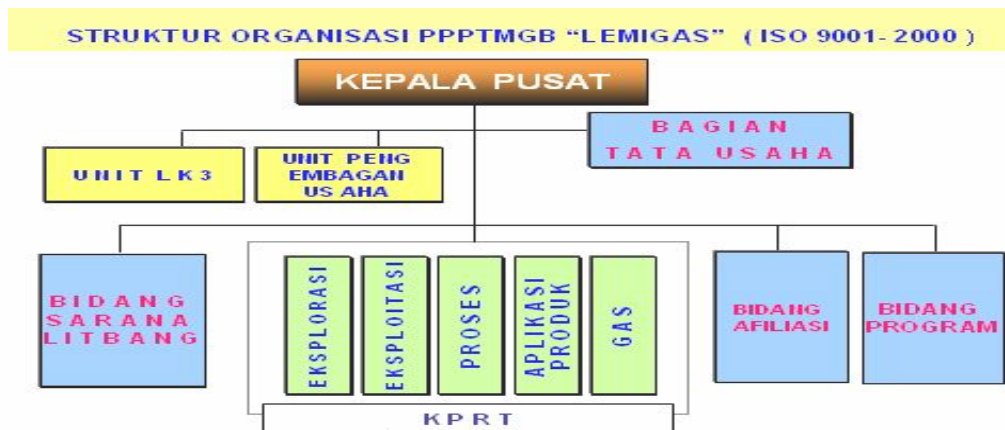 STRUKTUR ORGANISASI PPPTMGB “LEMIGAS” ( ISO 9001- 2000 )
KEPALA PUSAT
BAGIAN
TATA USAHA
UNIT LK3
UNIT PENG
EMBAGAN
US AHA
BIDANG
SARANA
LITBANG
EKSPLORASI
EKSPLOITASI
PROSES
APLIKASI
PRODUK
GAS
BIDANG
AFILIASI
BIDANG
PROGRAM
KPRT